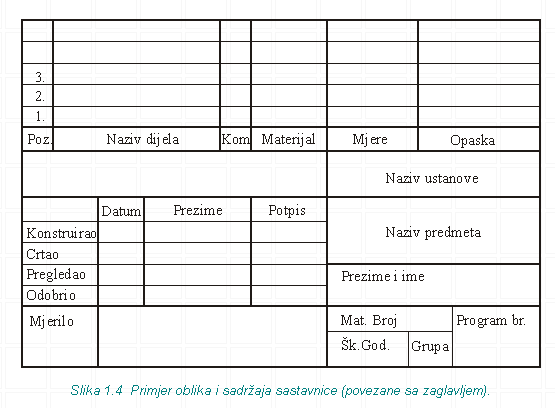 3.
2.
1.
Poz. Naziv dijela Kom Materijal Mjere Opaska
Naziv ustanove
Datum Prezime Potpis
Konstruirao
Naziv predmeta
Crtao
Pregledao
Prezime i ime
Odobrio
Mjerilo
Mat. Broj Program br.
Šk.God. Grupa
Slika 1.4 Primjer oblika i sadržaja sastavnice (povezane sa zaglavljem).